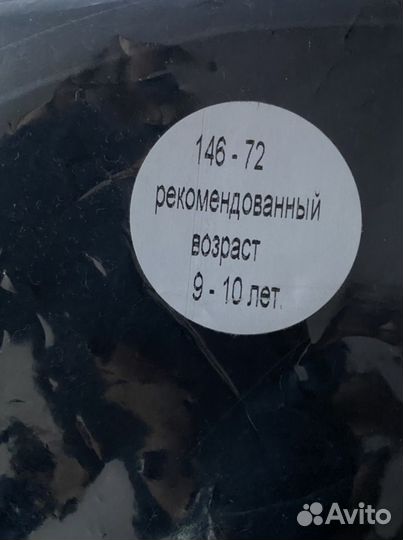 146 - 72
рекомендованный
возраст
9 - 10 лет.
Avito